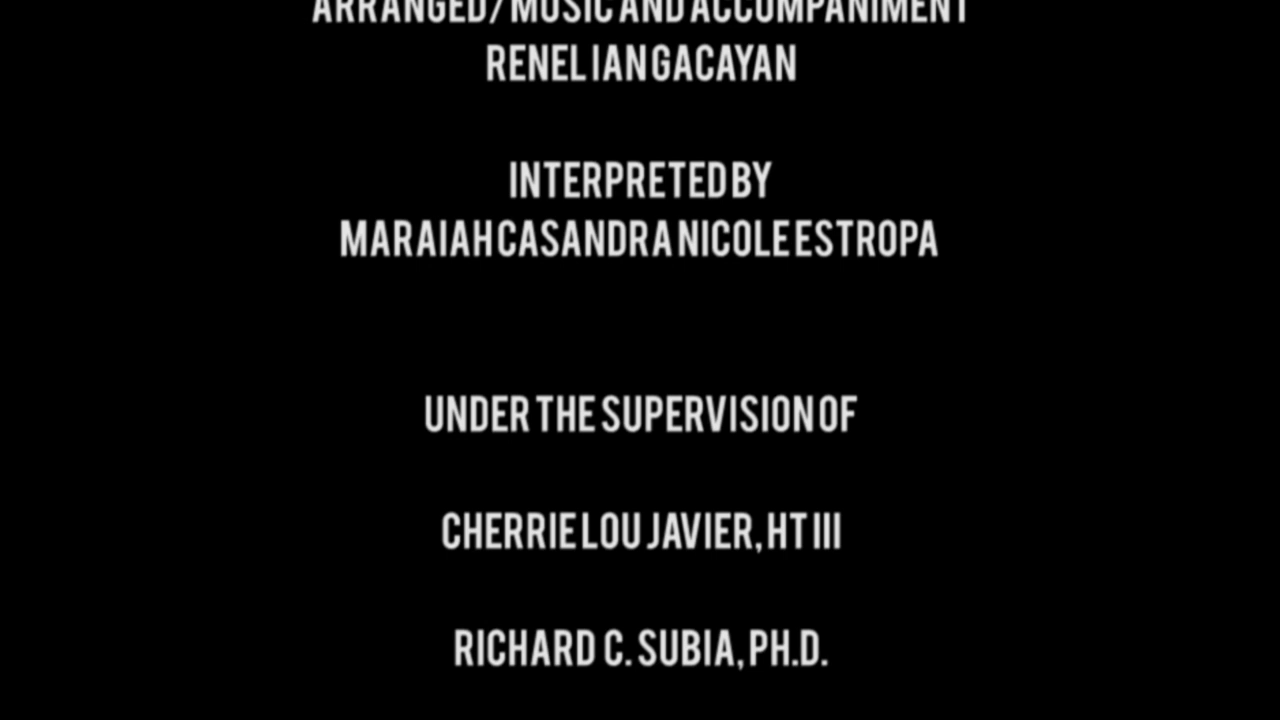 ARRANGED/MUSIC AND ACCOMPANIMENT
RENEL IAN GACAYAN
INTERPRETED BY
MARAIAH CASANDRA NICOLE ESTROPA
UNDER THE SUPERVISION OF
CHERRIE LOU JAVIER, HT III
RICHARD C. SUBIA, PH.D.